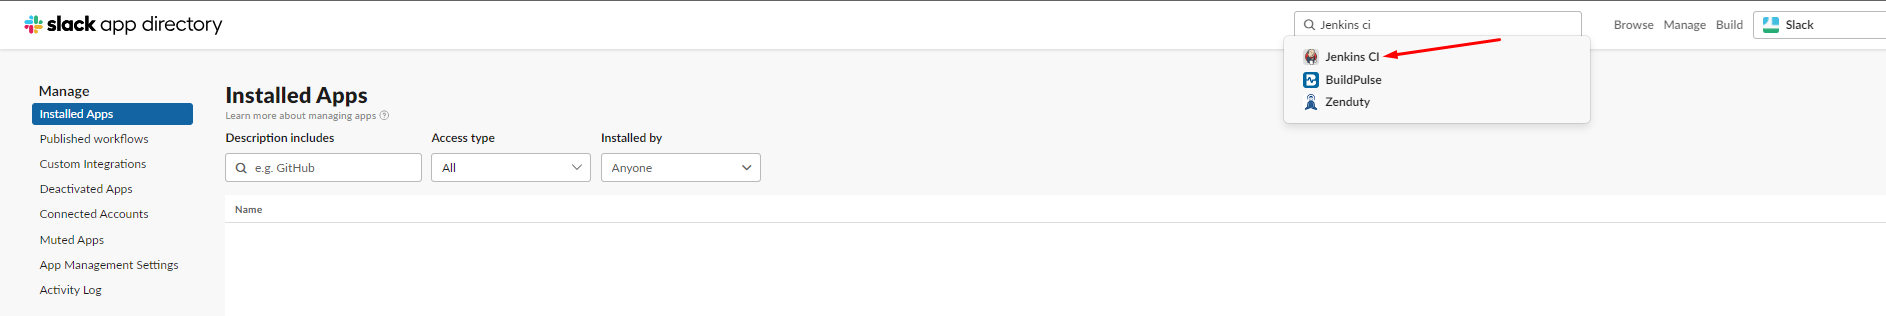 slack app directory
Jenkins ci
Browse
Manage
Build
Slack
Jenkins CI
BuildPulse
Zenduty
Manage
Installed Apps
Published workflows
Custom Integrations
Deactivated Apps
Connected Accounts
Muted Apps
App Management Settings
Activity Log
Installed Apps
Learn more about managing apps ?
Description includes
Access type
Installed by
e.g. GitHub
All
Anyone
Name